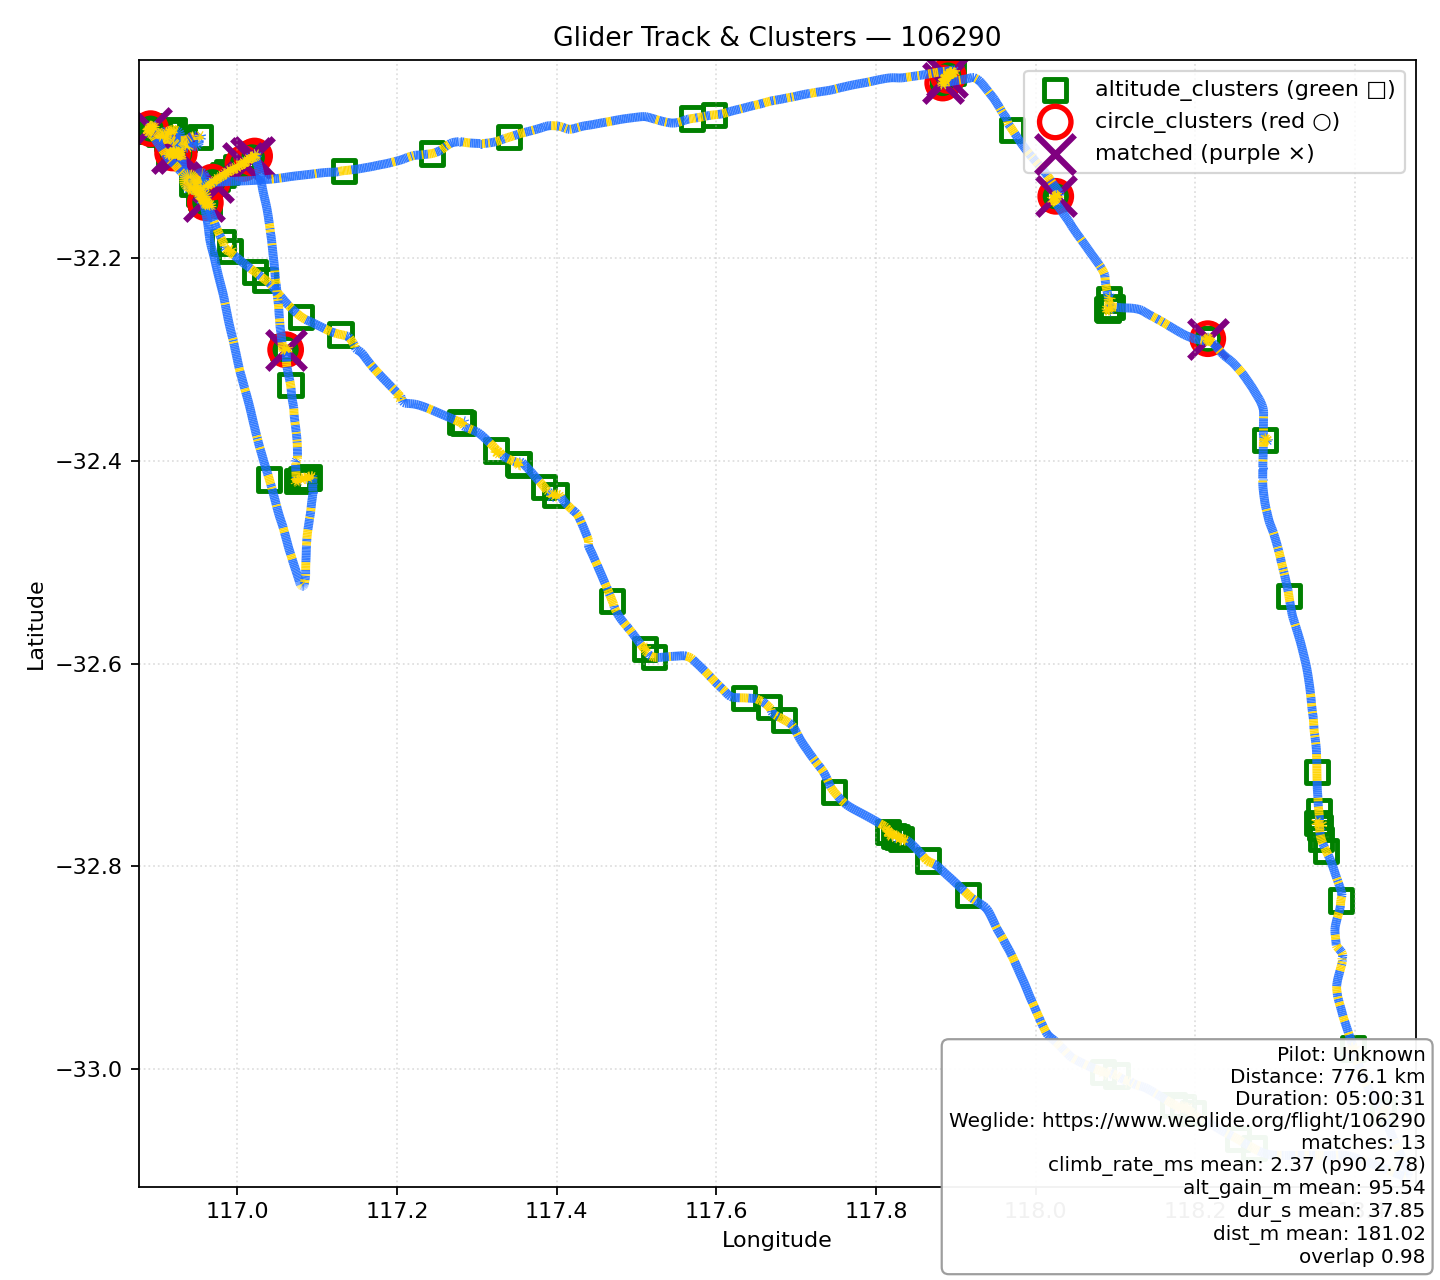 Glider Track & Clusters — 106290
altitude_clusters (green □)
circle_clusters (red ○)
matched (purple ×)
−32.2
−32.4
−32.6
−32.8
−33.0
Latitude
117.0 117.2 117.4 117.6 117.8 118.0 118.2
Longitude
Pilot: Unknown
Distance: 776.1 km
Duration: 05:00:31
Weglide: https://www.weglide.org/flight/106290
matches: 13
climb_rate_ms mean: 2.37 (p90 2.78)
alt_gain_m mean: 95.54
dur_s mean: 37.85
dist_m mean: 181.02
overlap 0.98